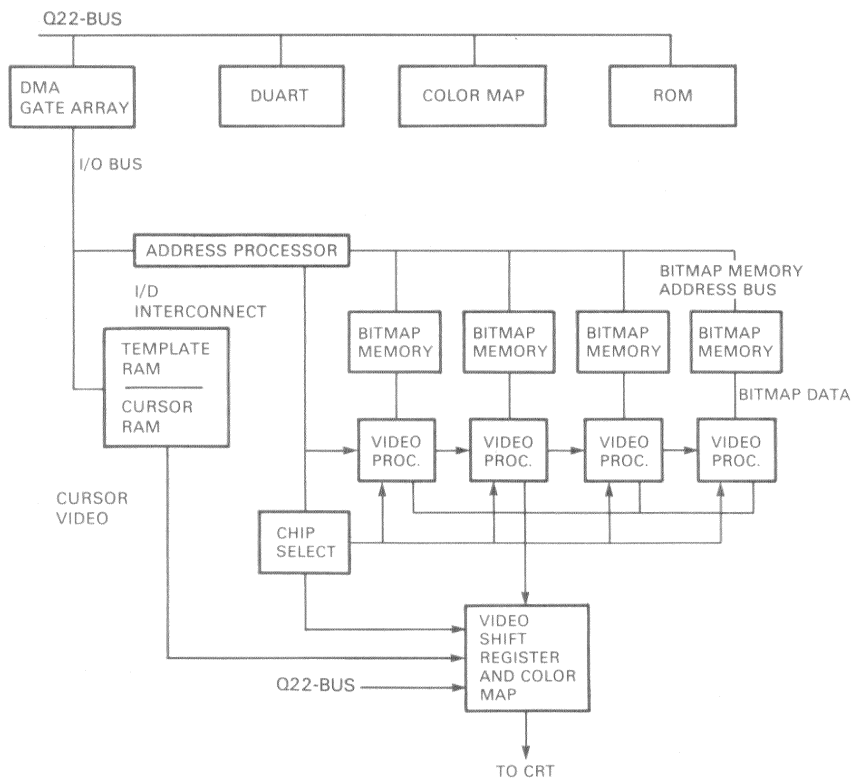 Q22-BUS
DMA
GATE ARRAY
DUART
COLOR MAP
ROM
I/O BUS
ADDRESS PROCESSOR
BITMAP MEMORY
ADDRESS BUS
I/D
INTERCONNECT
TEMPLATE
RAM
CURSOR
RAM
BITMAP
MEMORY
BITMAP
MEMORY
BITMAP
MEMORY
BITMAP
MEMORY
BITMAP DATA
VIDEO
PROC.
VIDEO
PROC.
VIDEO
PROC.
VIDEO
PROC.
CURSOR
VIDEO
CHIP
SELECT
VIDEO
SHIFT
REGISTER
AND COLOR
MAP
Q22-BUS
TO CRT